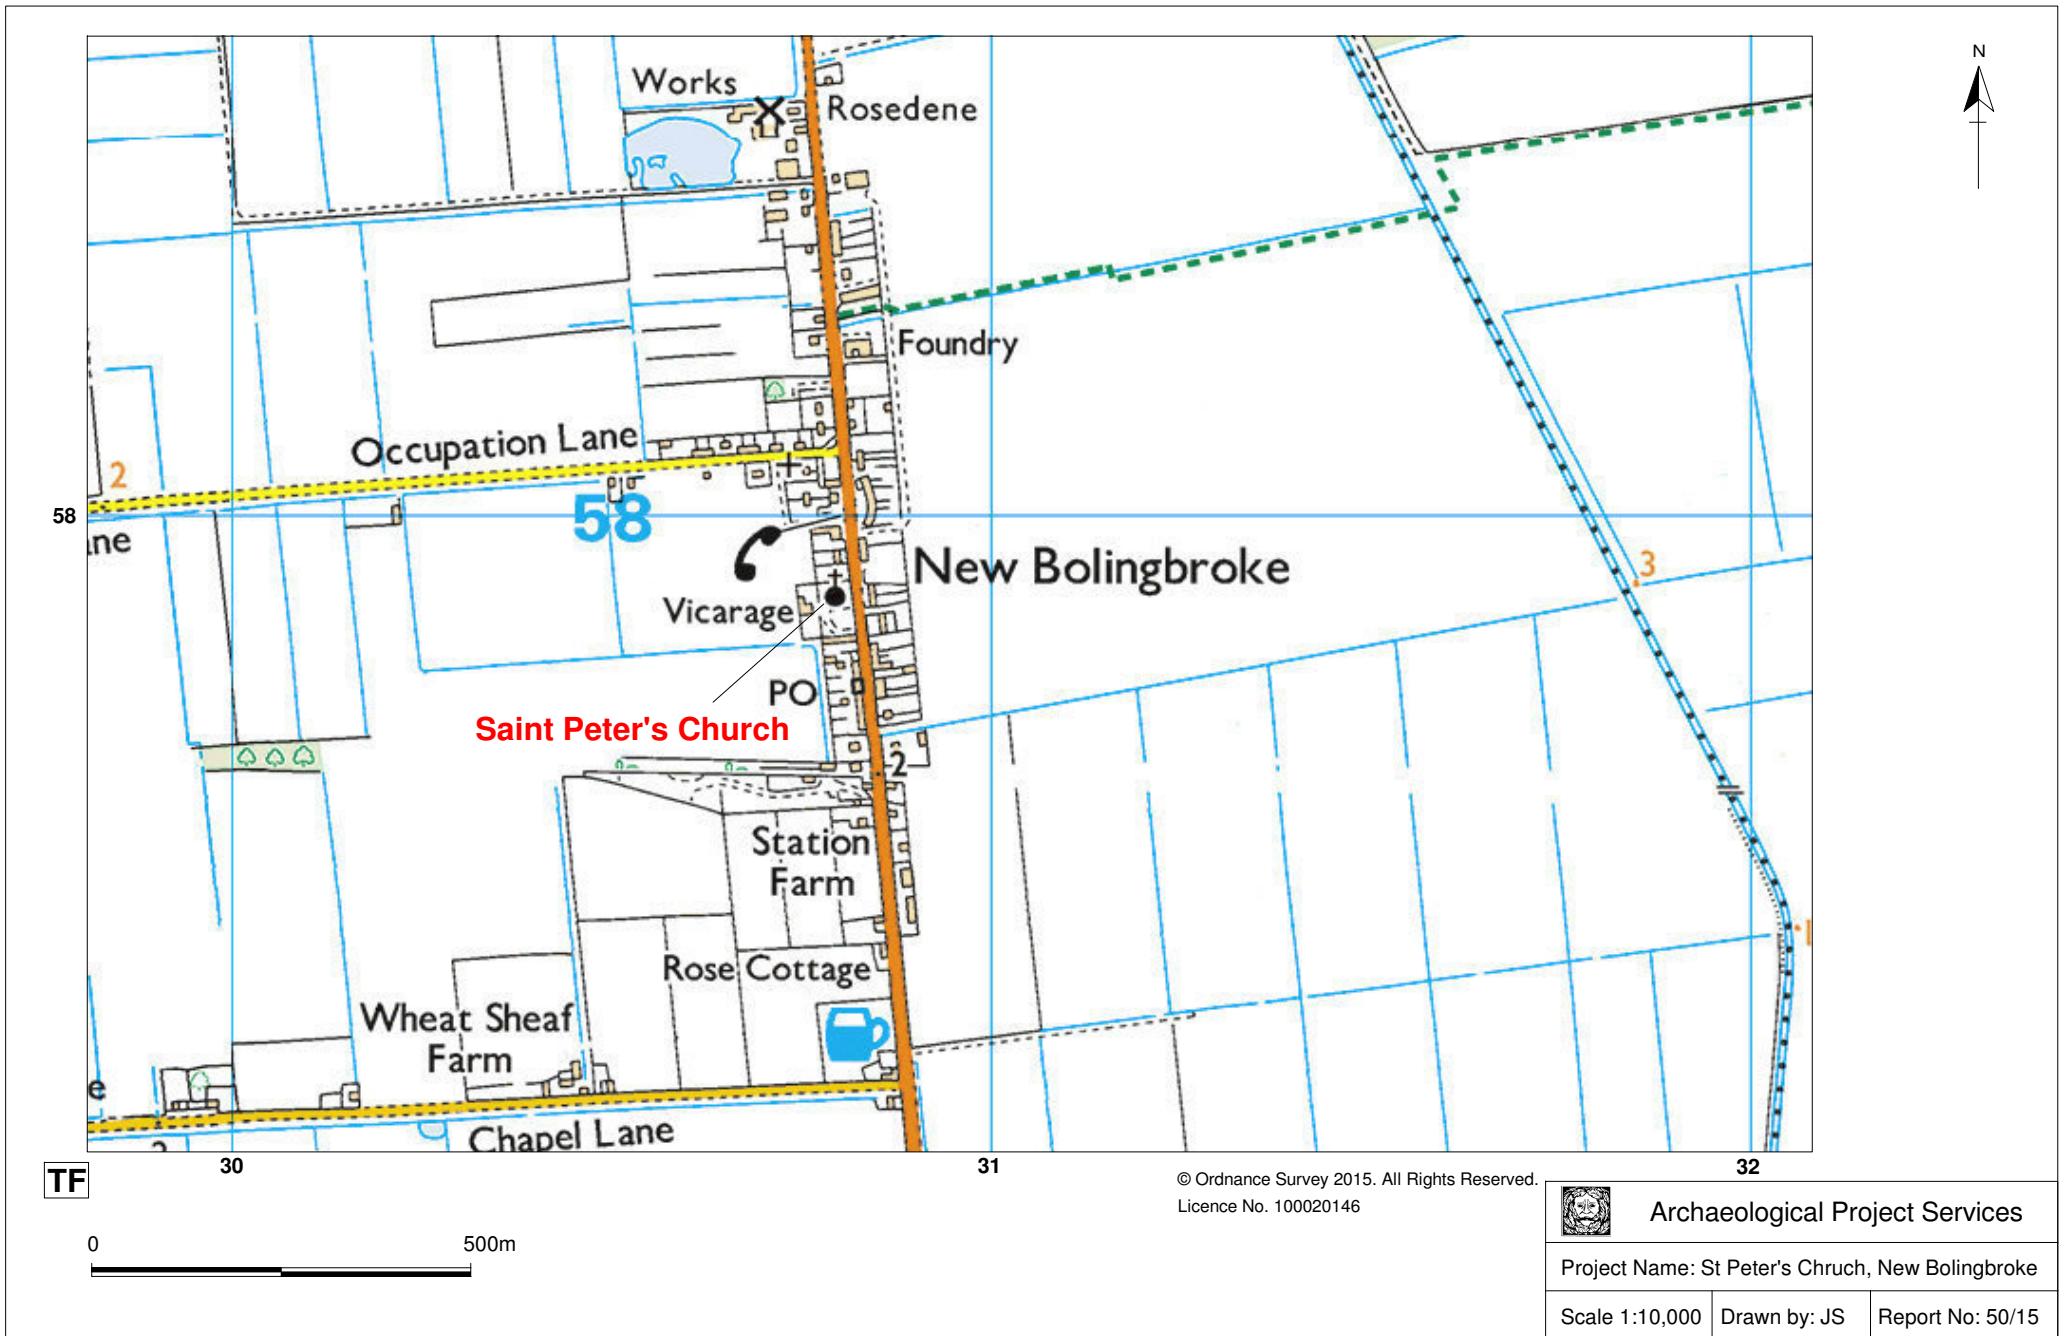 N
Works
Rosedene
Foundry
Occupation Lane
2
58
58
ane
New Bolingbroke
3
Vicarage
PO
Saint Peter's Church
2
Station
Farm
Rose Cottage
Wheat Sheaf
Farm
e
Chapel Lane
TF
30
31
32
© Ordnance Survey 2015. All Rights Reserved.
Licence No. 100020146
0
500m
Archaeological Project Services
Project Name: St Peter's Chruch, New Bolingbroke
Scale 1:10,000
Drawn by: JS
Report No: 50/15